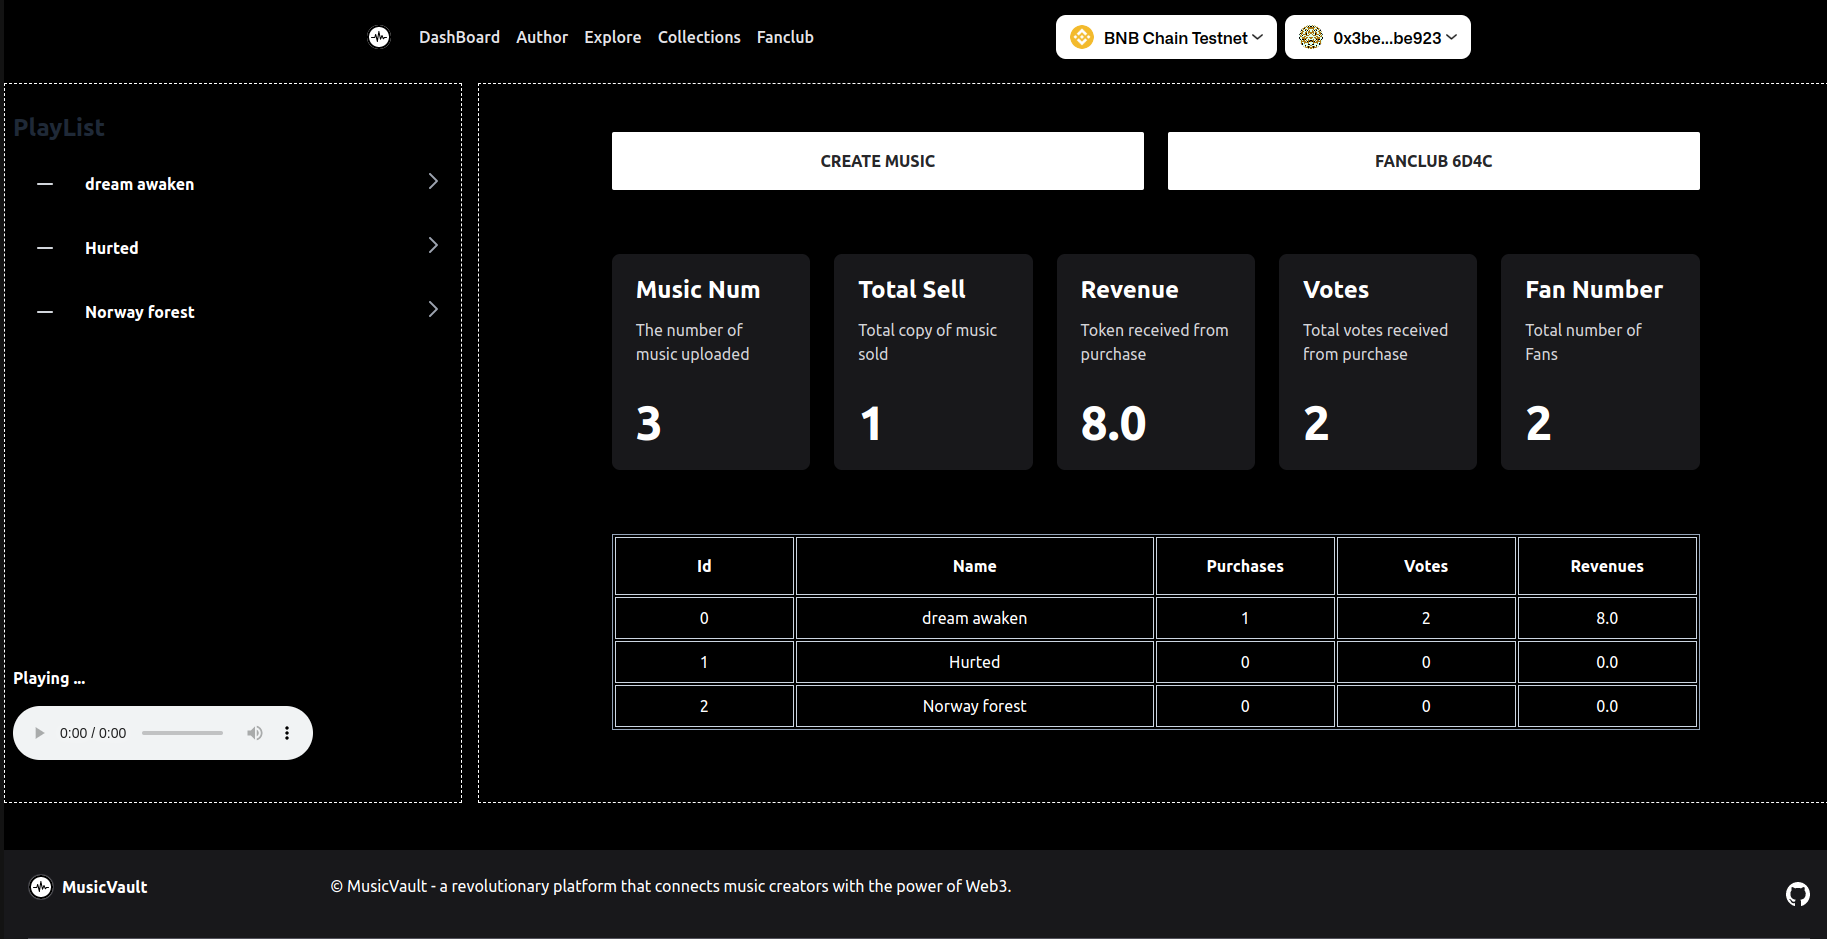 DashBoard Author Explore Collections Fanclub
BNB Chain Testnet
0x3be...be923
PlayList
dream awaken
Hurted
Norway forest
Playing ...
0:00 / 0:00
CREATE MUSIC
FANCLUB 6D4C
Music Num
The number of
music uploaded
3
Total Sell
Total copy of music
sold
1
Revenue
Token received from
purchase
8.0
Votes
Total votes received
from purchase
2
Fan Number
Total number of
Fans
2
Id Name Purchases Votes Revenues
0 dream awaken 1 2 8.0
1 Hurted 0 0 0.0
2 Norway forest 0 0 0.0
MusicVault
© MusicVault - a revolutionary platform that connects music creators with the power of Web3.